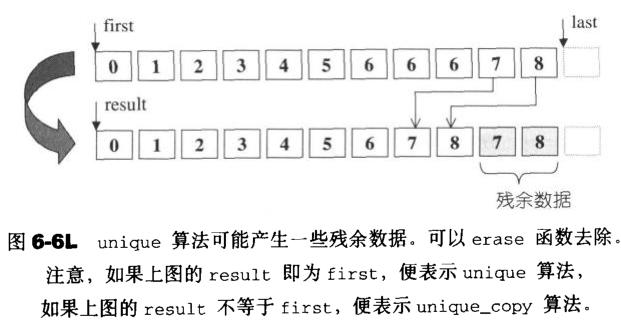 first
last
0 1 2 3 4 5 6 6 6 7 8
result
0 1 2 3 4 5 6 7 8 7 8
残余数据
图 6-6L unique 算法可能产生一些残余数据。可以 erase 函数去除。
注意，如果上图的 result 即为 first，便表示 unique 算法，
如果上图的 result 不等于 first，便表示 unique_copy 算法。